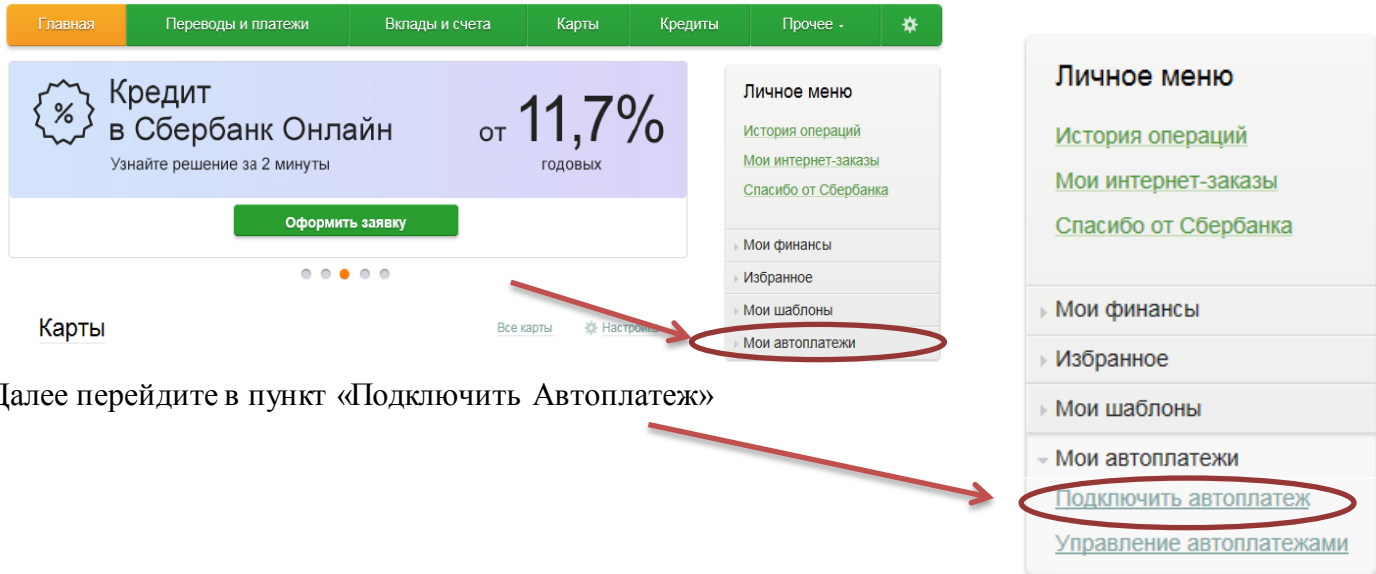 Главная Переводы и платежи Вклады и счета Карты Кредиты Прочее
Кредит
в Сбербанк Онлайн
Узнайте решение за 2 минуты
от 11,7%
годовых
%
Оформить заявку
Личное меню
История операций
Мои интернет-заказы
Спасибо от Сбербанка
Мои финансы
Избранное
Мои шаблоны
Мои автоплатежи
Карты
Все карты
Далее перейдите в пункт «Подключить Автоплатеж»
Личное меню
История операций
Мои интернет-заказы
Спасибо от Сбербанка
Мои финансы
Избранное
Мои шаблоны
Мои автоплатежи
Подключить автоплатеж
Управление автоплатежами